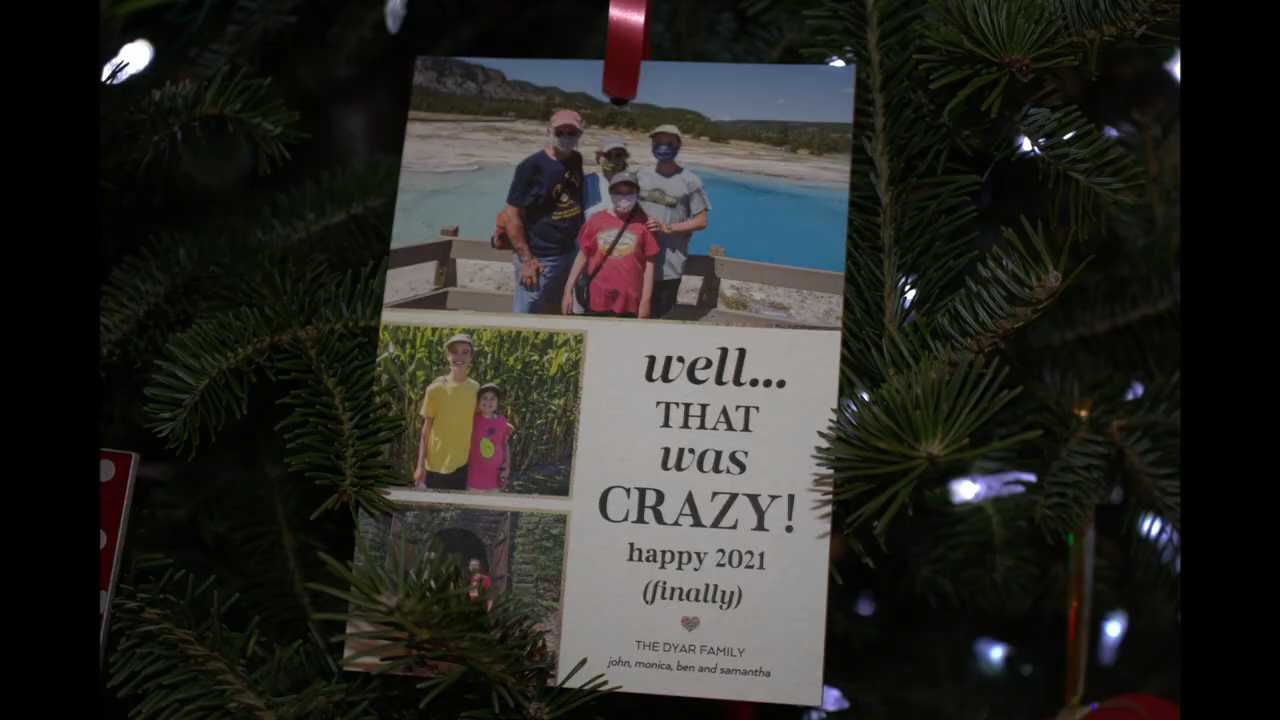 well...
THAT
was
CRAZY!
happy 2021
(finally)
THE DYAR FAMILY
john, monica, ben and samantha